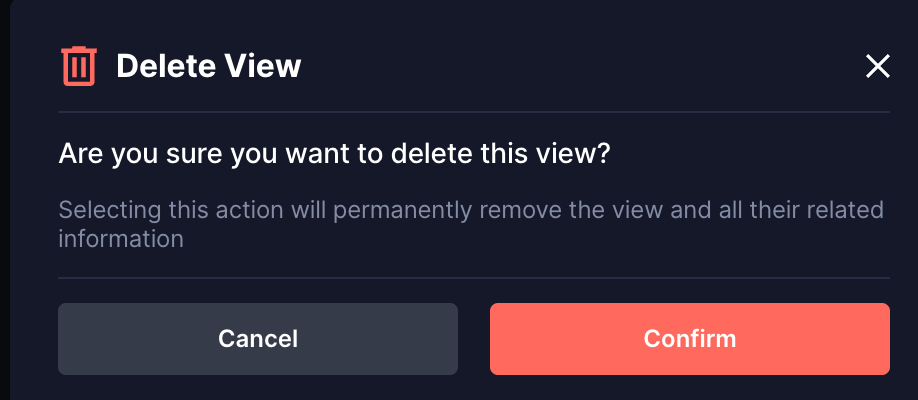 Delete View
Are you sure you want to delete this view?
Selecting this action will permanently remove the view and all their related
information
Cancel
Confirm